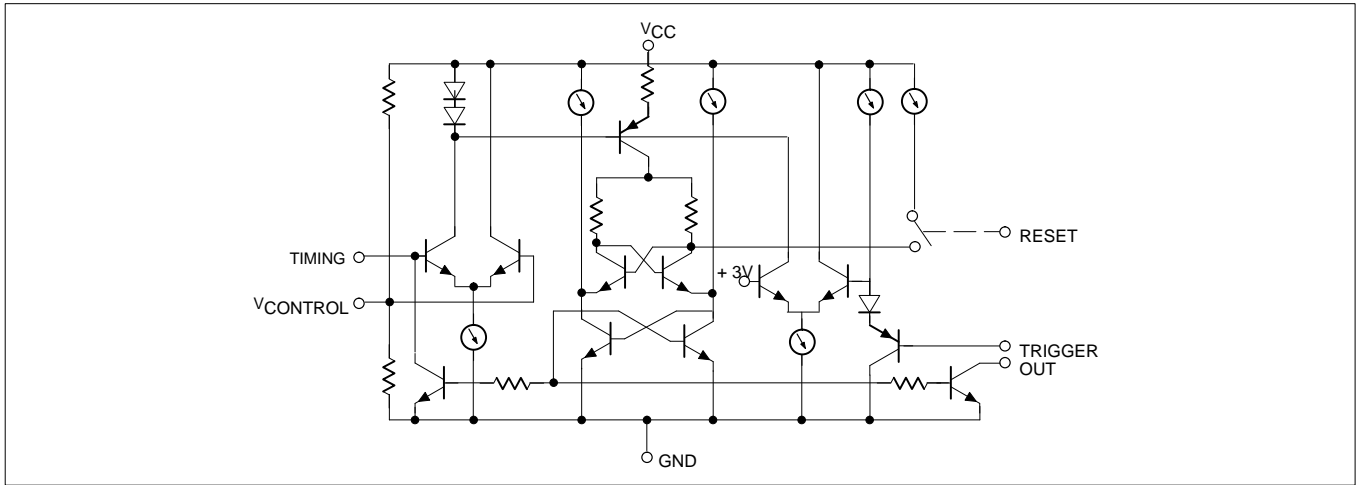 VCC
RESET
TIMING
+ 3V
VCONTROL
TRIGGER
OUT
GND